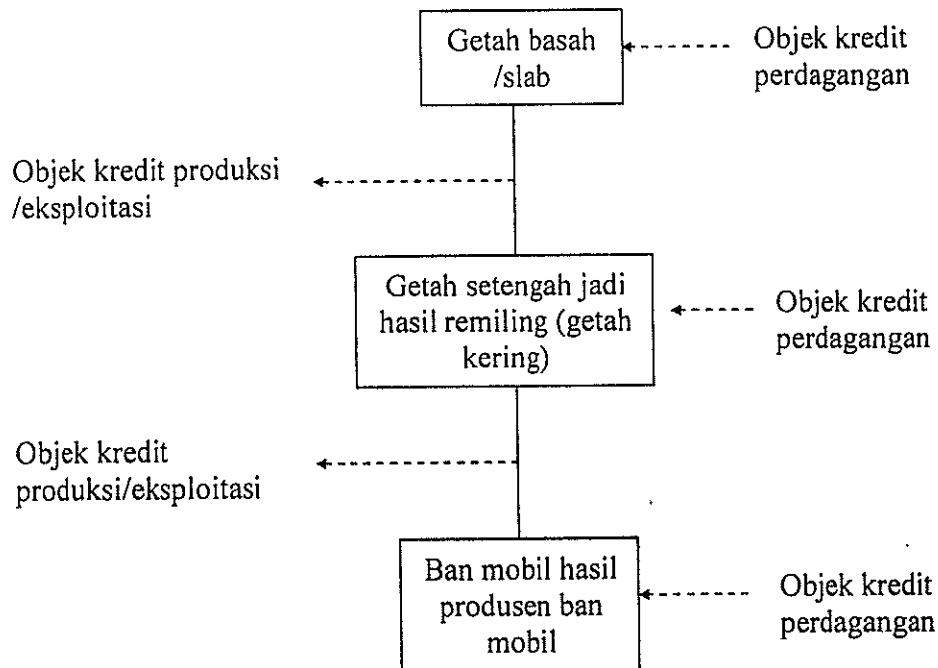 Getah basah
/slab
Objek kredit
perdagangan
Objek kredit produksi
/eksploitasi
Getah setengah jadi
hasil remiling (getah
kering)
Objek kredit
perdagangan
Objek kredit
produksi/eksploitasi
Ban mobil hasil
produsen ban
mobil
Objek kredit
perdagangan